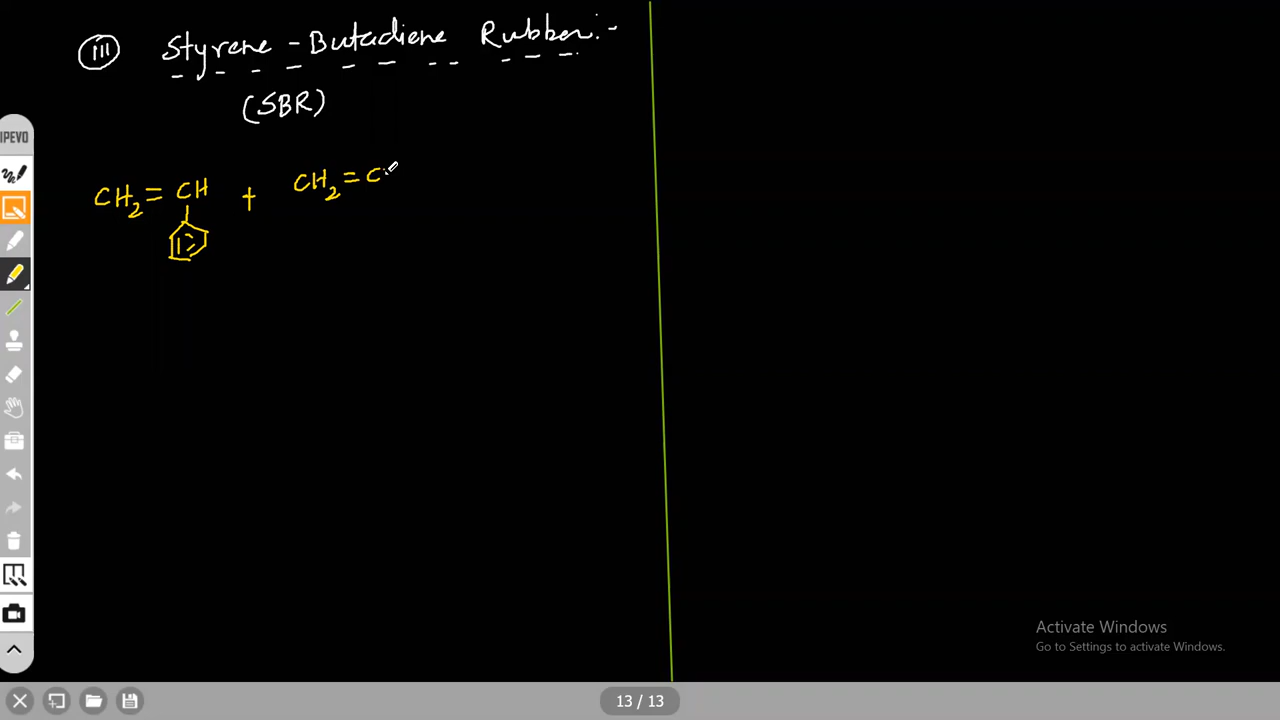 (iii) Styrene-Butadiene Rubber:-
(SBR)
CH2=CH + CH2=C
IPEVO
Activate Windows
Go to Settings to activate Windows.
13 / 13